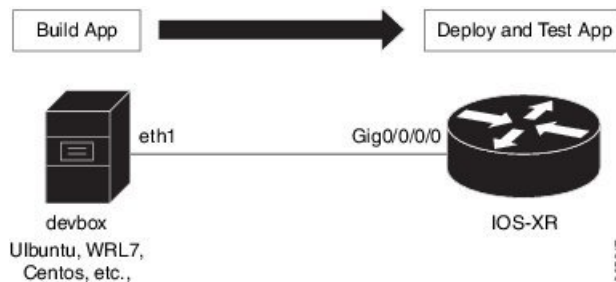 Build App
Deploy and Test App
eth1
Gig0/0/0/0
devbox
IOS-XR
Ulbuntu, WRL7,
Centos, etc.,